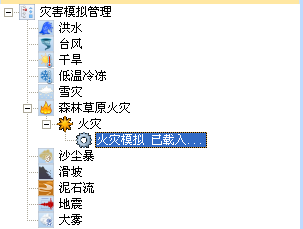 灾害模拟管理
洪水
台风
干旱
低温冷冻
雪灾
森林草原火灾
火灾
火灾模拟 已载入...
沙尘暴
滑坡
泥石流
地震
大雾